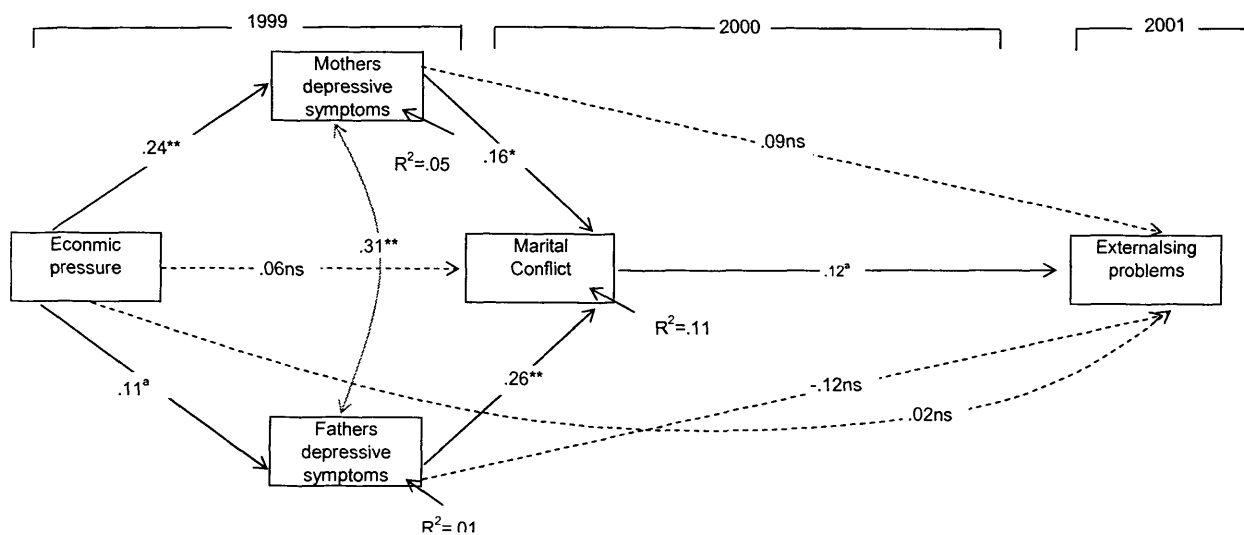 1999
2000
2001
Mothers
depressive
symptoms
.24**
R²=.05
.16*
.09ns
Econmic
pressure
.06ns
.31**
Marital
Conflict
.12ᵃ
Externalsing
problems
R²=.11
.11ᵃ
.26**
-.12ns
.02ns
Fathers
depressive
symptoms
R²=.01